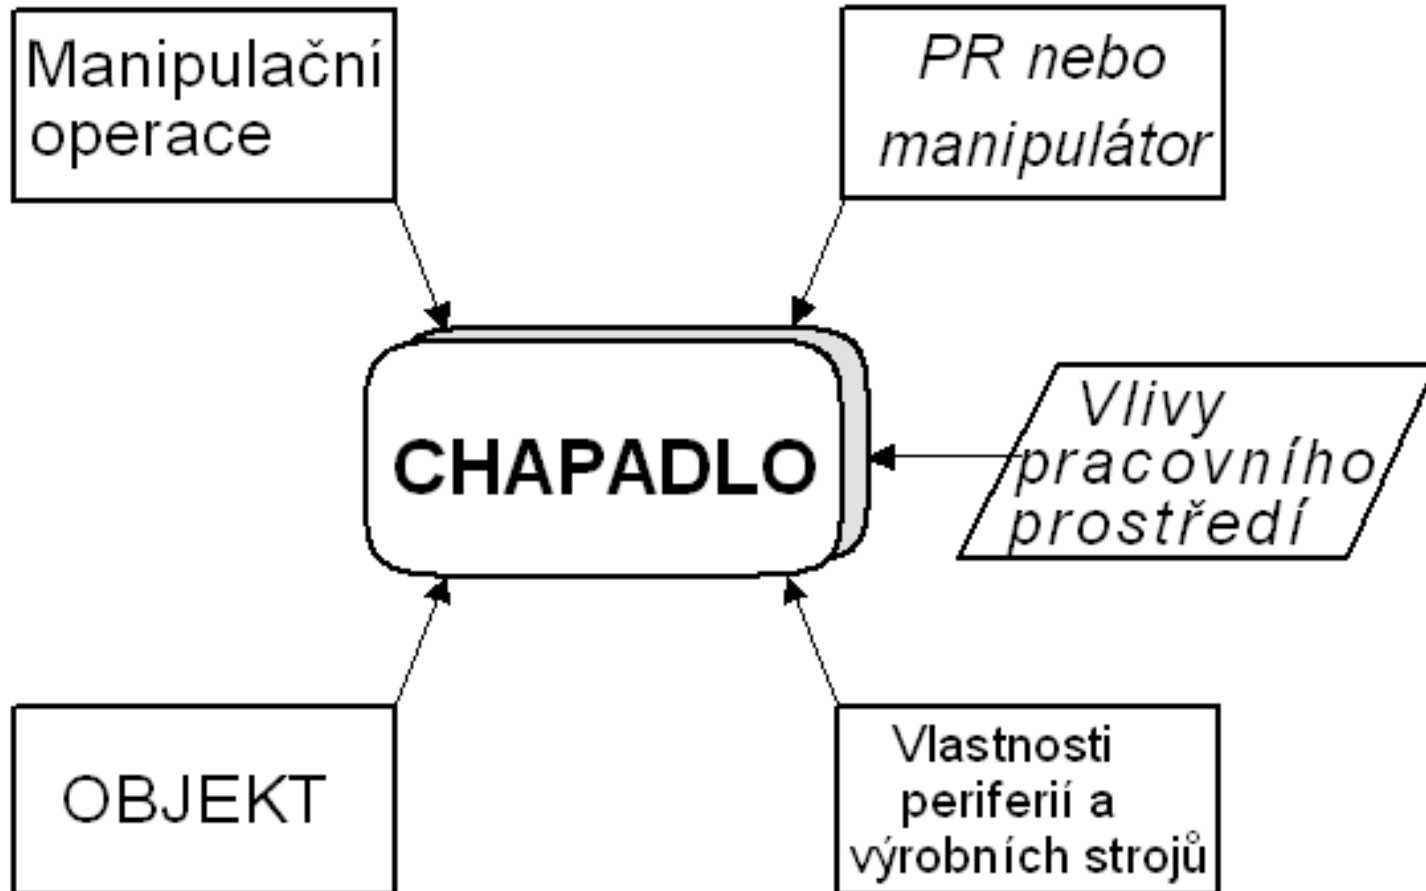 Manipulační
operace
PR nebo
manipulátor
CHAPADLO
Vlivy
pracovního
prostředí
OBJEKT
Vlastnosti
periferií a
výrobních strojů